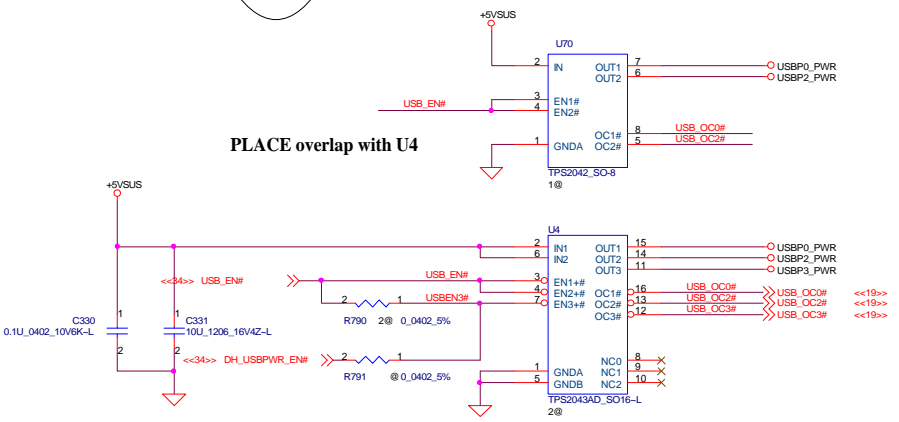 +5VSUS
U70
2 IN OUT1 7 USBP0_PWR
OUT2 6 USBP2_PWR
USB_EN# 3 EN1#
4 EN2#
OC1# 8 USB_OC0#
1 GNDA OC2# 5 USB_OC2#
TPS2042_SO-8
1@
PLACE overlap with U4
+5VSUS
U4
2 IN1 OUT1 15 USBP0_PWR
6 IN2 OUT2 14 USBP2_PWR
OUT3 11 USBP3_PWR
<<34>> USB_EN# USB_EN# 3 EN1+#
4 EN2+# OC1# 16 USB_OC0# USB_OC0# <<19>>
2 1 USBEN3# 7 EN3+# OC2# 13 USB_OC2# USB_OC2# <<19>>
OC3# 12 USB_OC3# USB_OC3# <<19>>
R790 2@ 0_0402_5%
1 1
C330 C331
0.1U_0402_10V6K~L 10U_1206_16V4Z~L
2 2
<<34>> DH_USBPWR_EN# 2 1
R791 @ 0_0402_5%
NC0 8
1 GNDA NC1 9
5 GNDB NC2 10
TPS2043AD_SO16~L
2@